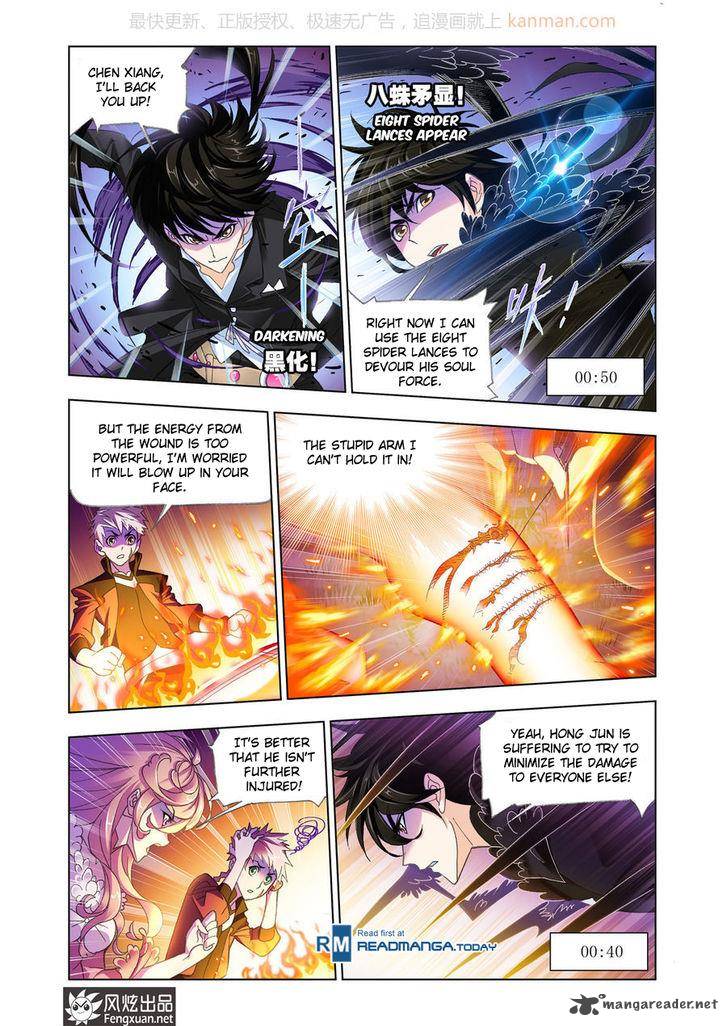 最快更新、正版授权、极速无广告，追漫画就上 kanman.com
CHEN XIANG,
I'LL BACK
YOU UP!
DARKENING
黑化!
八蛛矛显!
EIGHT SPIDER
LANCES APPEAR
RIGHT NOW I CAN
USE THE EIGHT
SPIDER LANCES TO
DEVOUR HIS SOUL
FORCE.
咔!
00:50
BUT THE ENERGY FROM
THE WOUND IS TOO
POWERFUL, I'M WORRIED
IT WILL BLOW UP IN YOUR
FACE.
THE STUPID ARM I
CAN'T HOLD IT IN!
IT'S BETTER
THAT HE ISN'T
FURTHER
INJURED!
YEAH, HONG JUN IS
SUFFERING TO TRY TO
MINIMIZE THE DAMAGE
TO EVERYONE ELSE!
RM
Read first at
READMANGA.TODAY
00:40
风炫出品
Fengxuan.net
mangareader.net